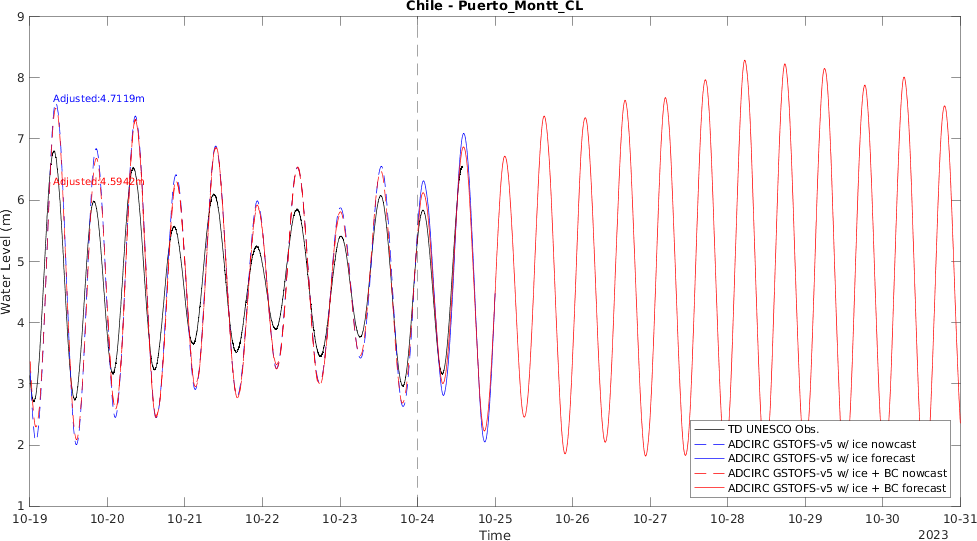 Chile - Puerto_Montt_CL
9
8
7
6
5
4
3
2
1
Water Level (m)
Adjusted:4.7119m
Adjusted:4.5942m
TD UNESCO Obs.
ADCIRC GSTOFS-v5 w/ ice nowcast
ADCIRC GSTOFS-v5 w/ ice forecast
ADCIRC GSTOFS-v5 w/ ice + BC nowcast
ADCIRC GSTOFS-v5 w/ ice + BC forecast
10-19 10-20 10-21 10-22 10-23 10-24 10-25 10-26 10-27 10-28 10-29 10-30 10-31
Time 2023